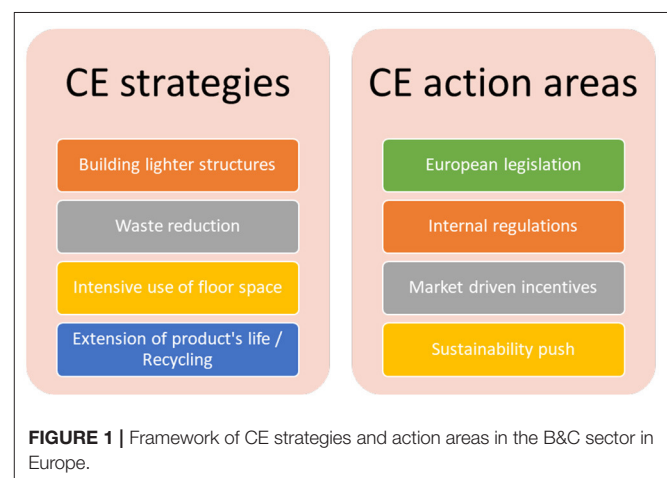 CE strategies
Building lighter structures
Waste reduction
Intensive use of floor space
Extension of product's life /
Recycling
CE action areas
European legislation
Internal regulations
Market driven incentives
Sustainability push
FIGURE 1 | Framework of CE strategies and action areas in the B&C sector in
Europe.